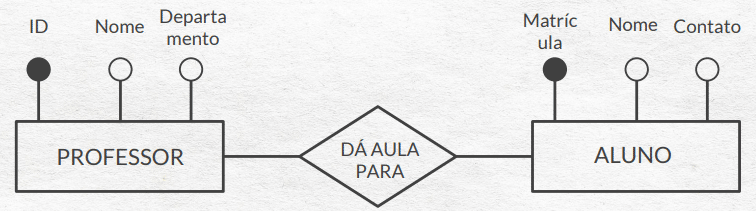 ID
Nome
Departa
mento
Matríc
ula
Nome
Contato
PROFESSOR
DÁ AULA
PARA
ALUNO